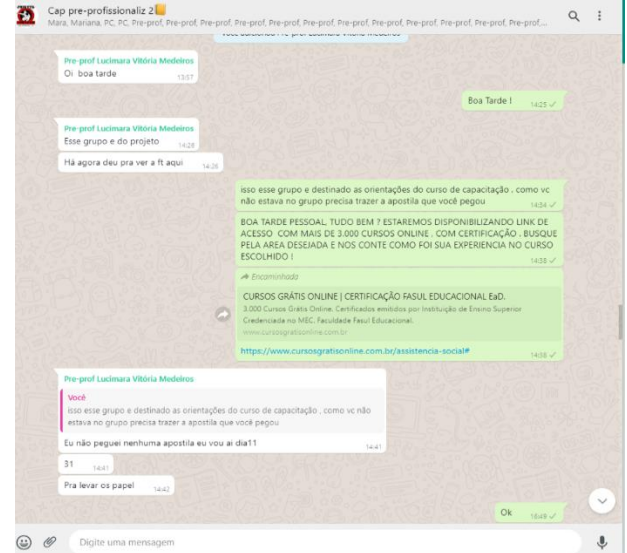 Cap pre-profissionaliz 2
Mara, Mariana, PC, PC, Pre-prof, Pre-prof, Pre-prof, Pre-prof, Pre-prof, Pre-prof, Pre-prof, Pre-prof, Pre-prof, Pre-prof, Pre-prof, Pre-prof,...
Você adicionou Pre-prof Lucimara Vitória Medeiros
Pre-prof Lucimara Vitória Medeiros
Oi boa tarde
13:57
Boa Tarde !
14:25
Pre-prof Lucimara Vitória Medeiros
Esse grupo e do projeto
14:26
Há agora deu pra ver a ft aqui
14:26
isso esse grupo e destinado as orientações do curso de capacitação . como vc
não estava no grupo precisa trazer a apostila que você pegou
14:34
BOA TARDE PESSOAL, TUDO BEM ? ESTAREMOS DISPONIBILIZANDO LINK DE
ACESSO COM MAIS DE 3.000 CURSOS ONLINE , COM CERTIFICAÇÃO . BUSQUE
PELA AREA DESEJADA E NOS CONTE COMO FOI SUA EXPERIENCIA NO CURSO
ESCOLHIDO !
14:38
Encaminhada
CURSOS GRÁTIS ONLINE | CERTIFICAÇÃO FASUL EDUCACIONAL EaD.
3.000 Cursos Grátis Online. Certificados emitidos por Instituição de Ensino Superior
Credenciada no MEC. Faculdade Fasul Educacional.
www.cursosgratisonline.com.br
https://www.cursosgratisonline.com.br/assistencia-social#
14:38
Pre-prof Lucimara Vitória Medeiros
Você
isso esse grupo e destinado as orientações do curso de capacitação . como vc não
estava no grupo precisa trazer a apostila que você pegou
Eu não peguei nenhuma apostila eu vou ai dia11
14:41
31
14:41
Pra levar os papel
14:42
Ok
16:48
Digite uma mensagem